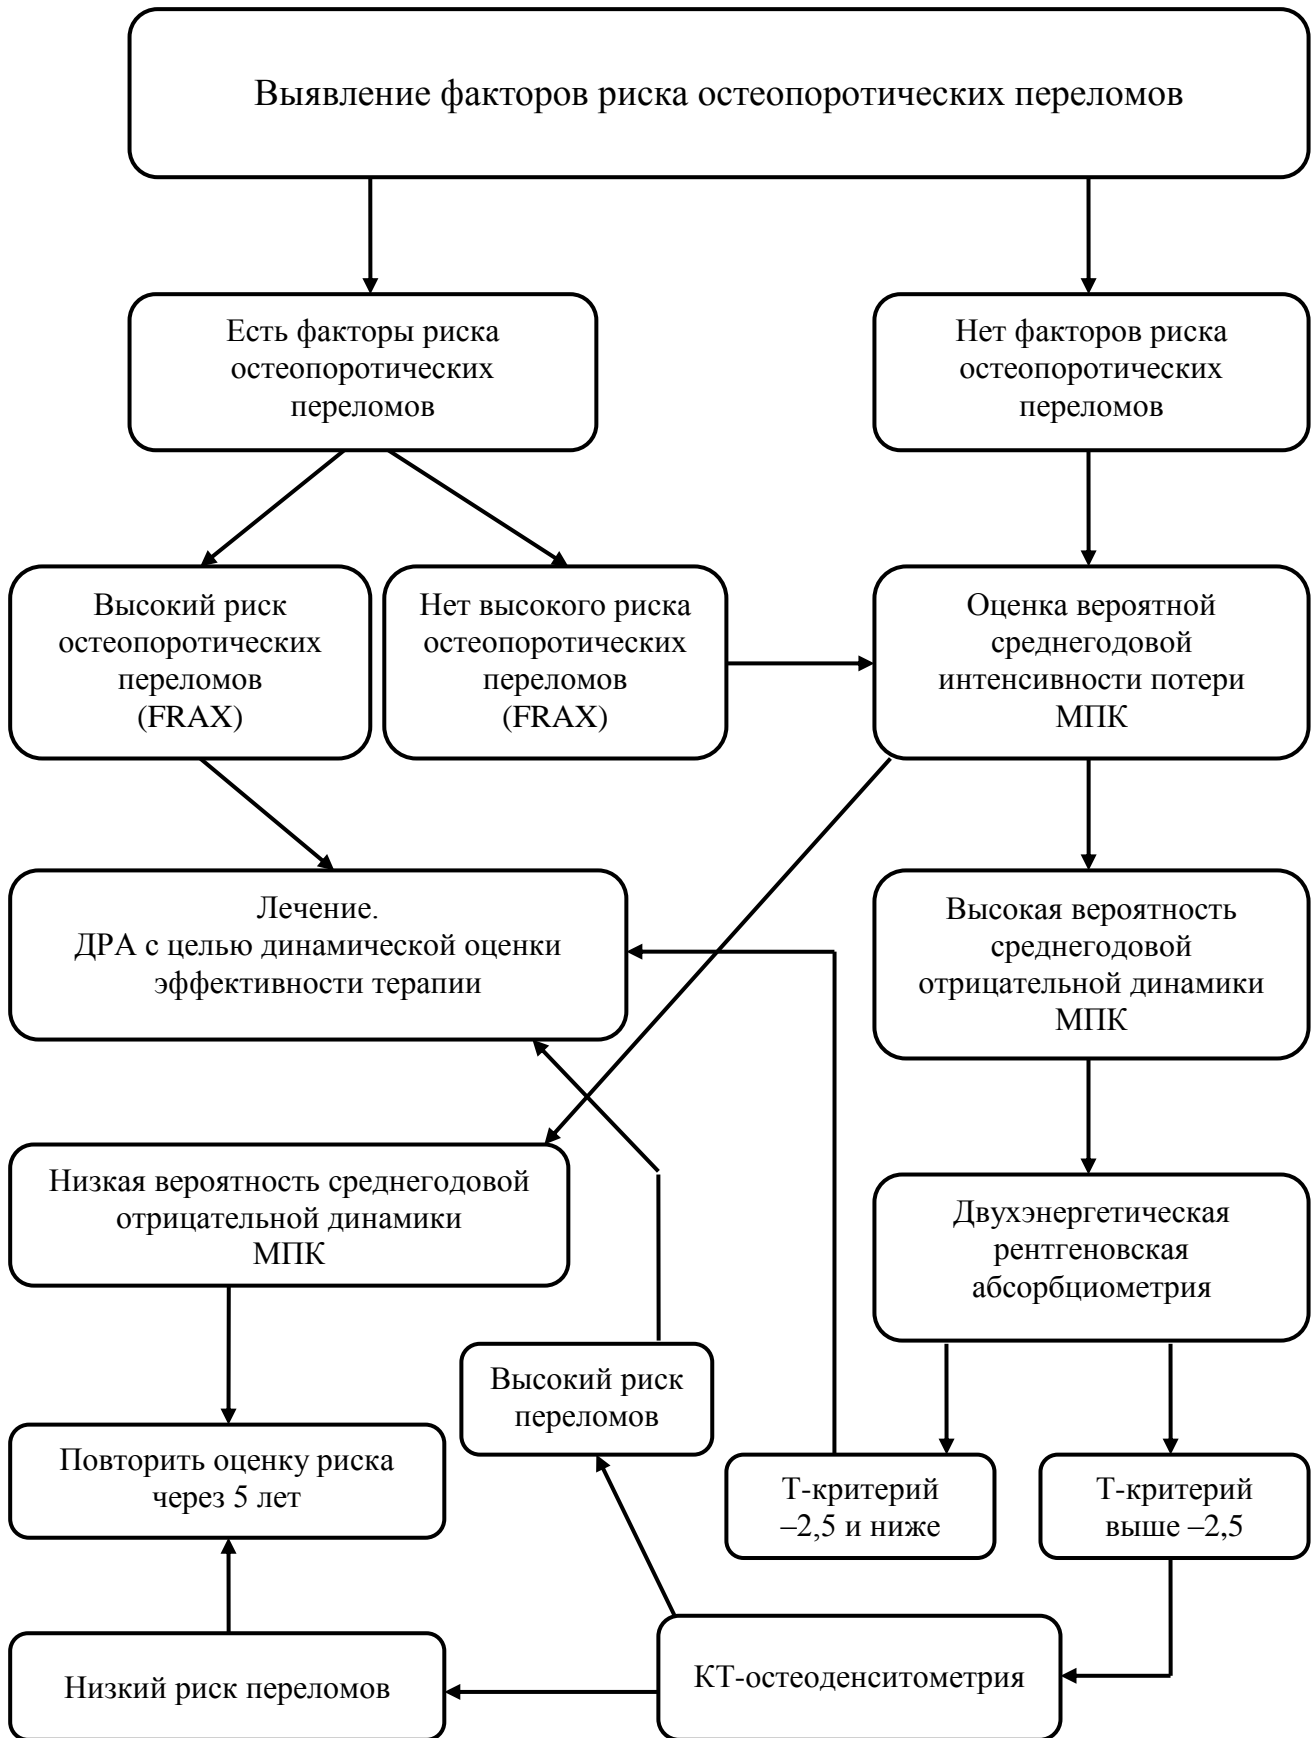 Выявление факторов риска остеопоротических переломов
Есть факторы риска
остеопоротических
переломов
Нет факторов риска
остеопоротических
переломов
Высокий риск
остеопоротических
переломов
(FRAX)
Нет высокого риска
остеопоротических
переломов
(FRAX)
Оценка вероятной
среднегодовой
интенсивности потери
МПК
Лечение.
ДРА с целью динамической оценки
эффективности терапии
Высокая вероятность
среднегодовой
отрицательной динамики
МПК
Низкая вероятность среднегодовой
отрицательной динамики
МПК
Двухэнергетическая
рентгеновская
абсорбциометрия
Высокий риск
переломов
Повторить оценку риска
через 5 лет
Т-критерий
–2,5 и ниже
Т-критерий
выше –2,5
Низкий риск переломов
КТ-остеоденситометрия